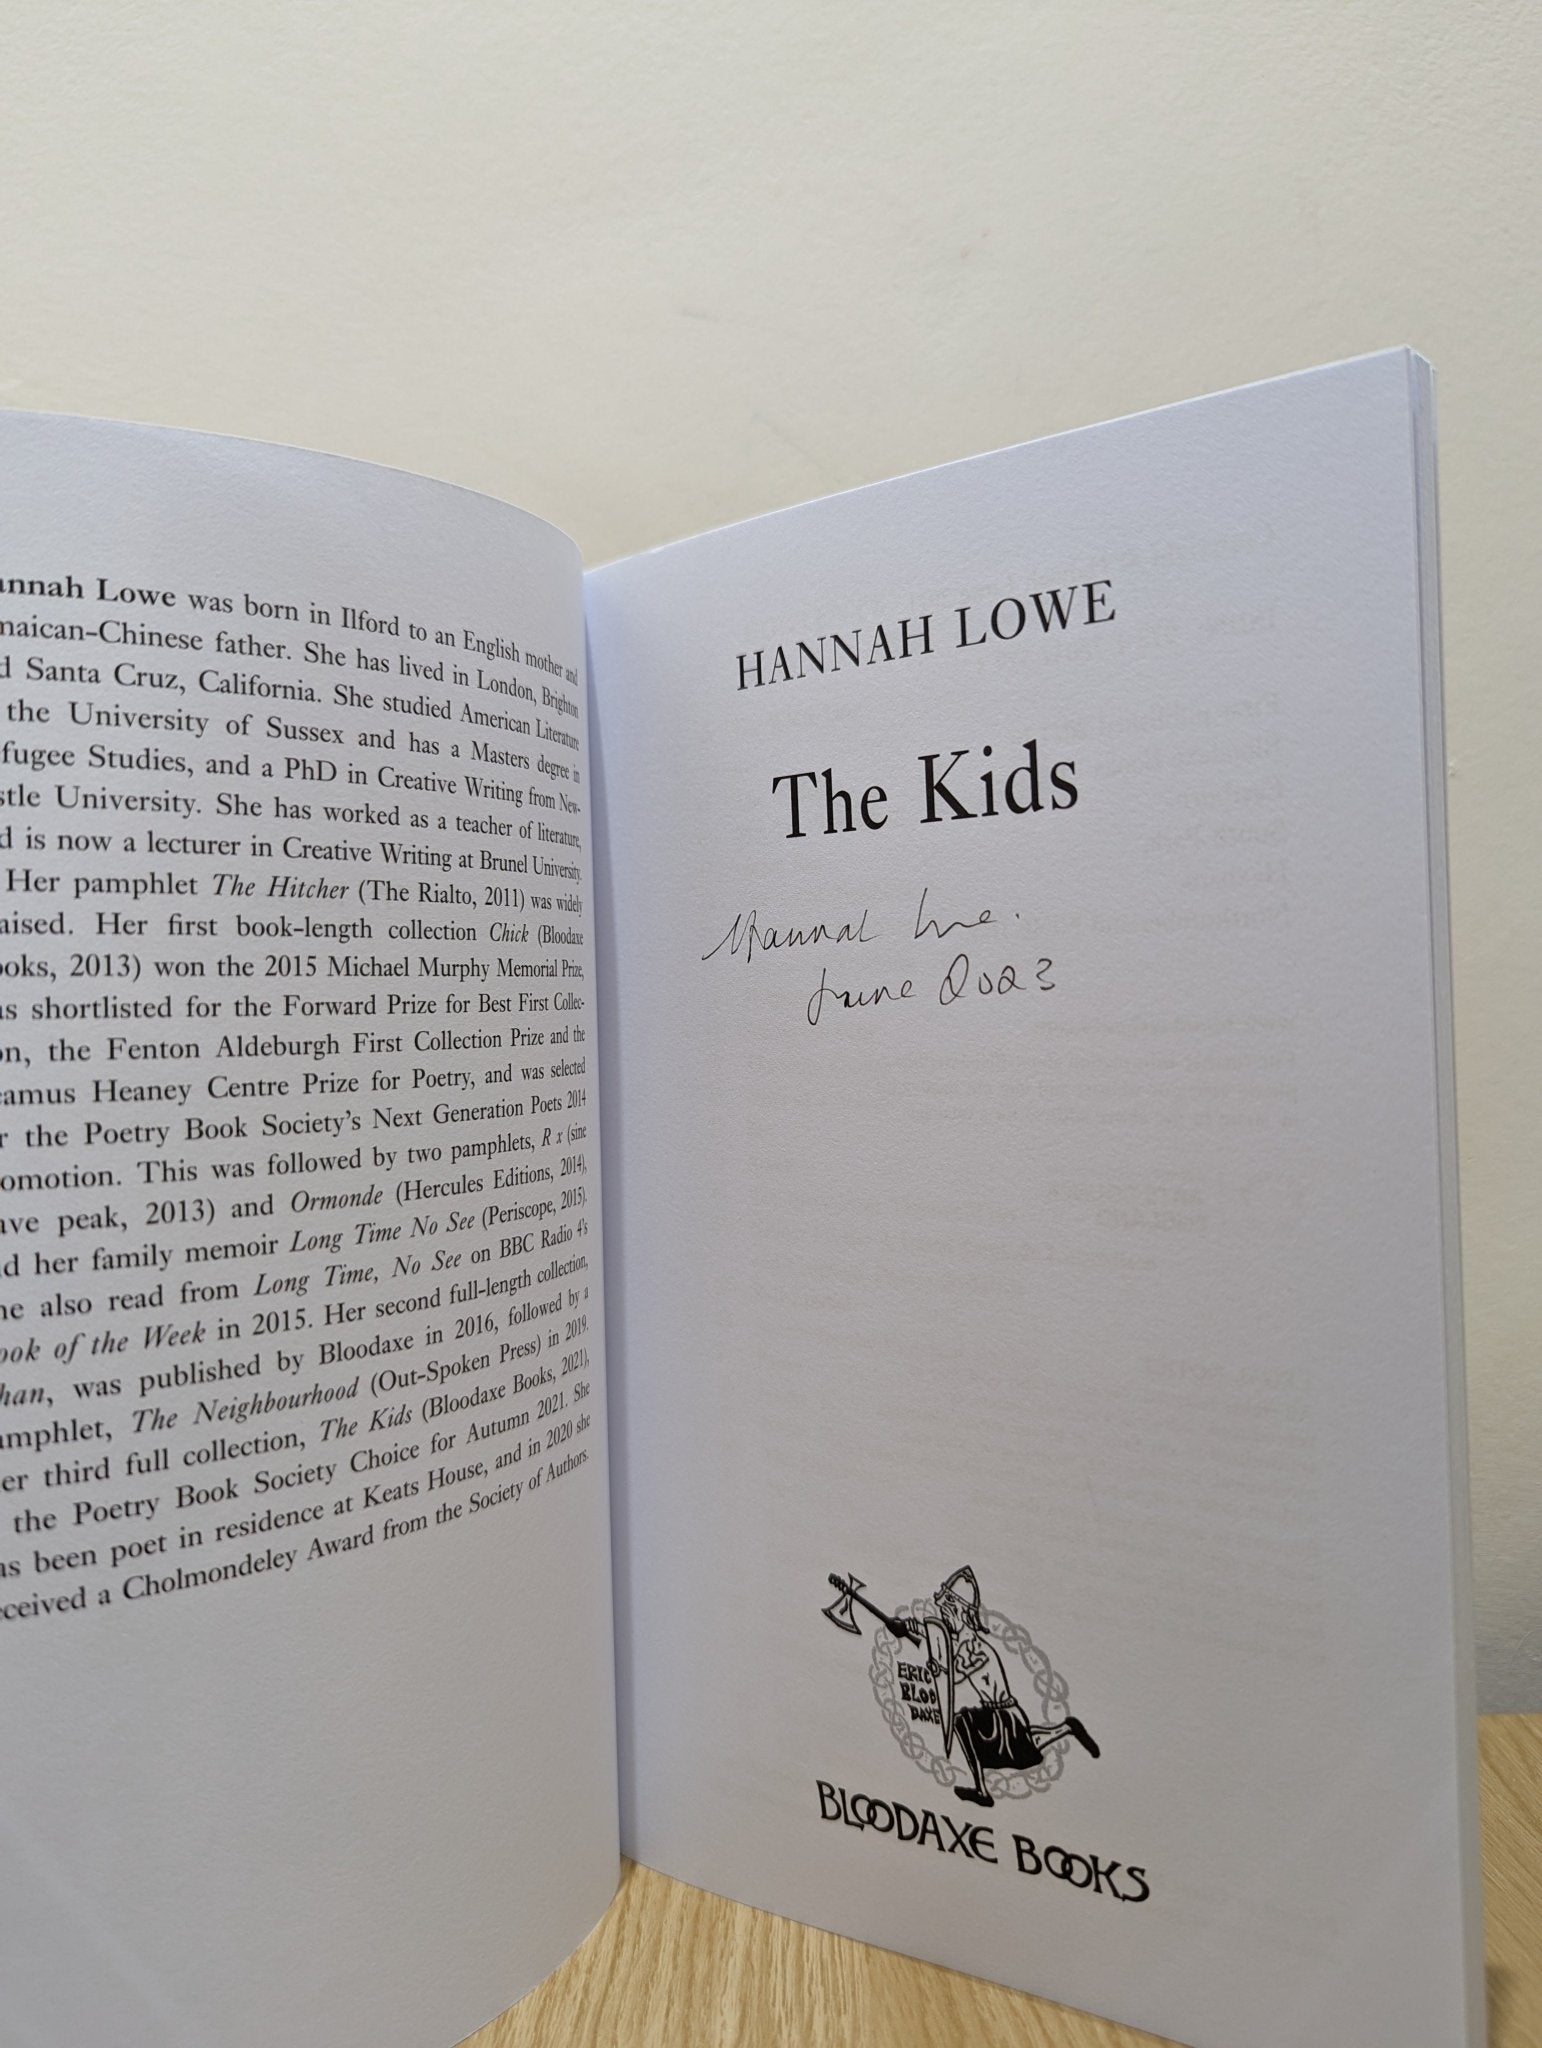 annah Lowe was born in Ilford to an English mother and
maican-Chinese father. She has lived in London, Brighton
d Santa Cruz, California. She studied American Literature
the University of Sussex and has a Masters degree in
fugee Studies, and a PhD in Creative Writing from New-
stle University. She has worked as a teacher of literature,
d is now a lecturer in Creative Writing at Brunel University.
Her pamphlet The Hitcher (The Rialto, 2011) was widely
aised. Her first book-length collection Chick (Bloodaxe
ooks, 2013) won the 2015 Michael Murphy Memorial Prize,
as shortlisted for the Forward Prize for Best First Collec-
on, the Fenton Aldeburgh First Collection Prize and the
eamus Heaney Centre Prize for Poetry, and was selected
r the Poetry Book Society's Next Generation Poets 2014
omotion. This was followed by two pamphlets, R x (sine
ave peak, 2013) and Ormonde (Hercules Editions, 2014),
d her family memoir Long Time No See (Periscope, 2015).
he also read from Long Time, No See on BBC Radio 4's
ook of the Week in 2015. Her second full-length collection,
han, was published by Bloodaxe in 2016, followed by a
amphlet, The Neighbourhood (Out-Spoken Press) in 2019.
er third full collection, The Kids (Bloodaxe Books, 2021),
the Poetry Book Society Choice for Autumn 2021. She
as been poet in residence at Keats House, and in 2020 she
eceived a Cholmondeley Award from the Society of Authors.
HANNAH LOWE
The Kids
Hannah Lowe.
June 2023
ERIC
BLOO
DAXE
BLOODAXE BOOKS